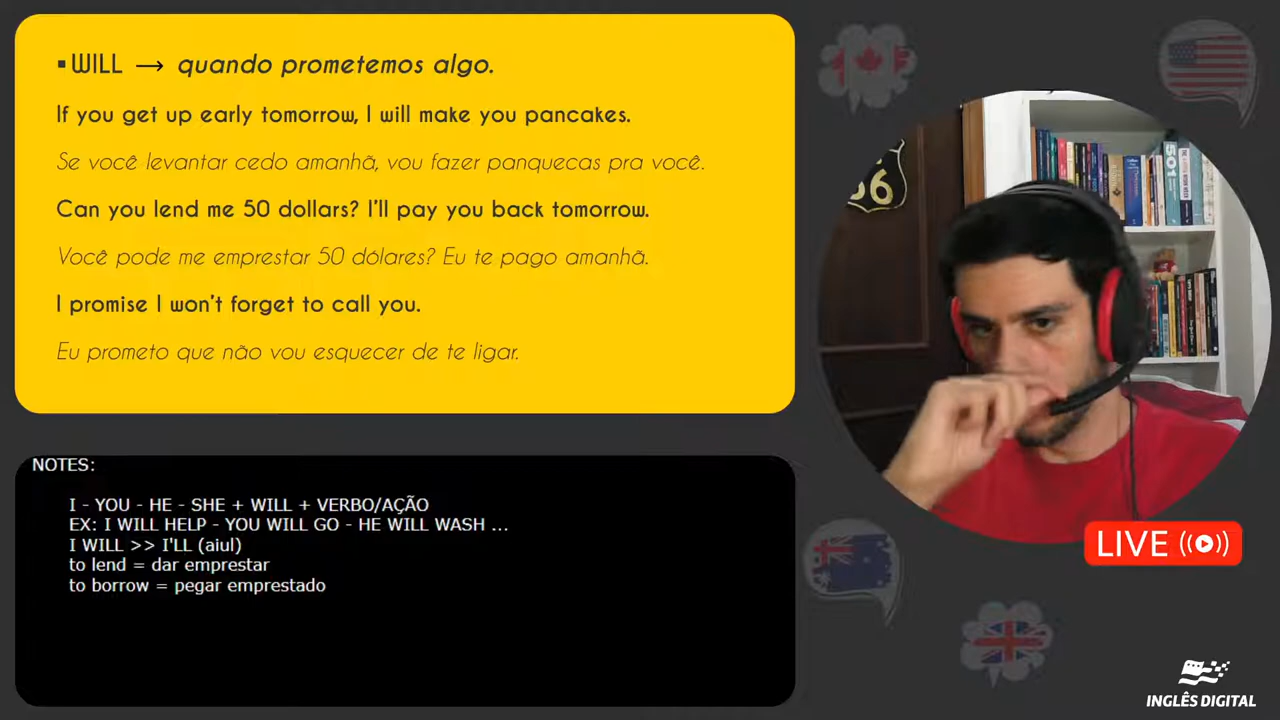 ▪WILL → quando prometemos algo.
If you get up early tomorrow, I will make you pancakes.
Se você levantar cedo amanhã, vou fazer panquecas pra você.
Can you lend me 50 dollars? I'll pay you back tomorrow.
Você pode me emprestar 50 dólares? Eu te pago amanhã.
I promise I won't forget to call you.
Eu prometo que não vou esquecer de te ligar.
NOTES:
I - YOU - HE - SHE + WILL + VERBO/AÇÃO
EX: I WILL HELP - YOU WILL GO - HE WILL WASH ...
I WILL >> I'LL (aiul)
to lend = dar emprestar
to borrow = pegar emprestado
66
501
LIVE
INGLÊS DIGITAL